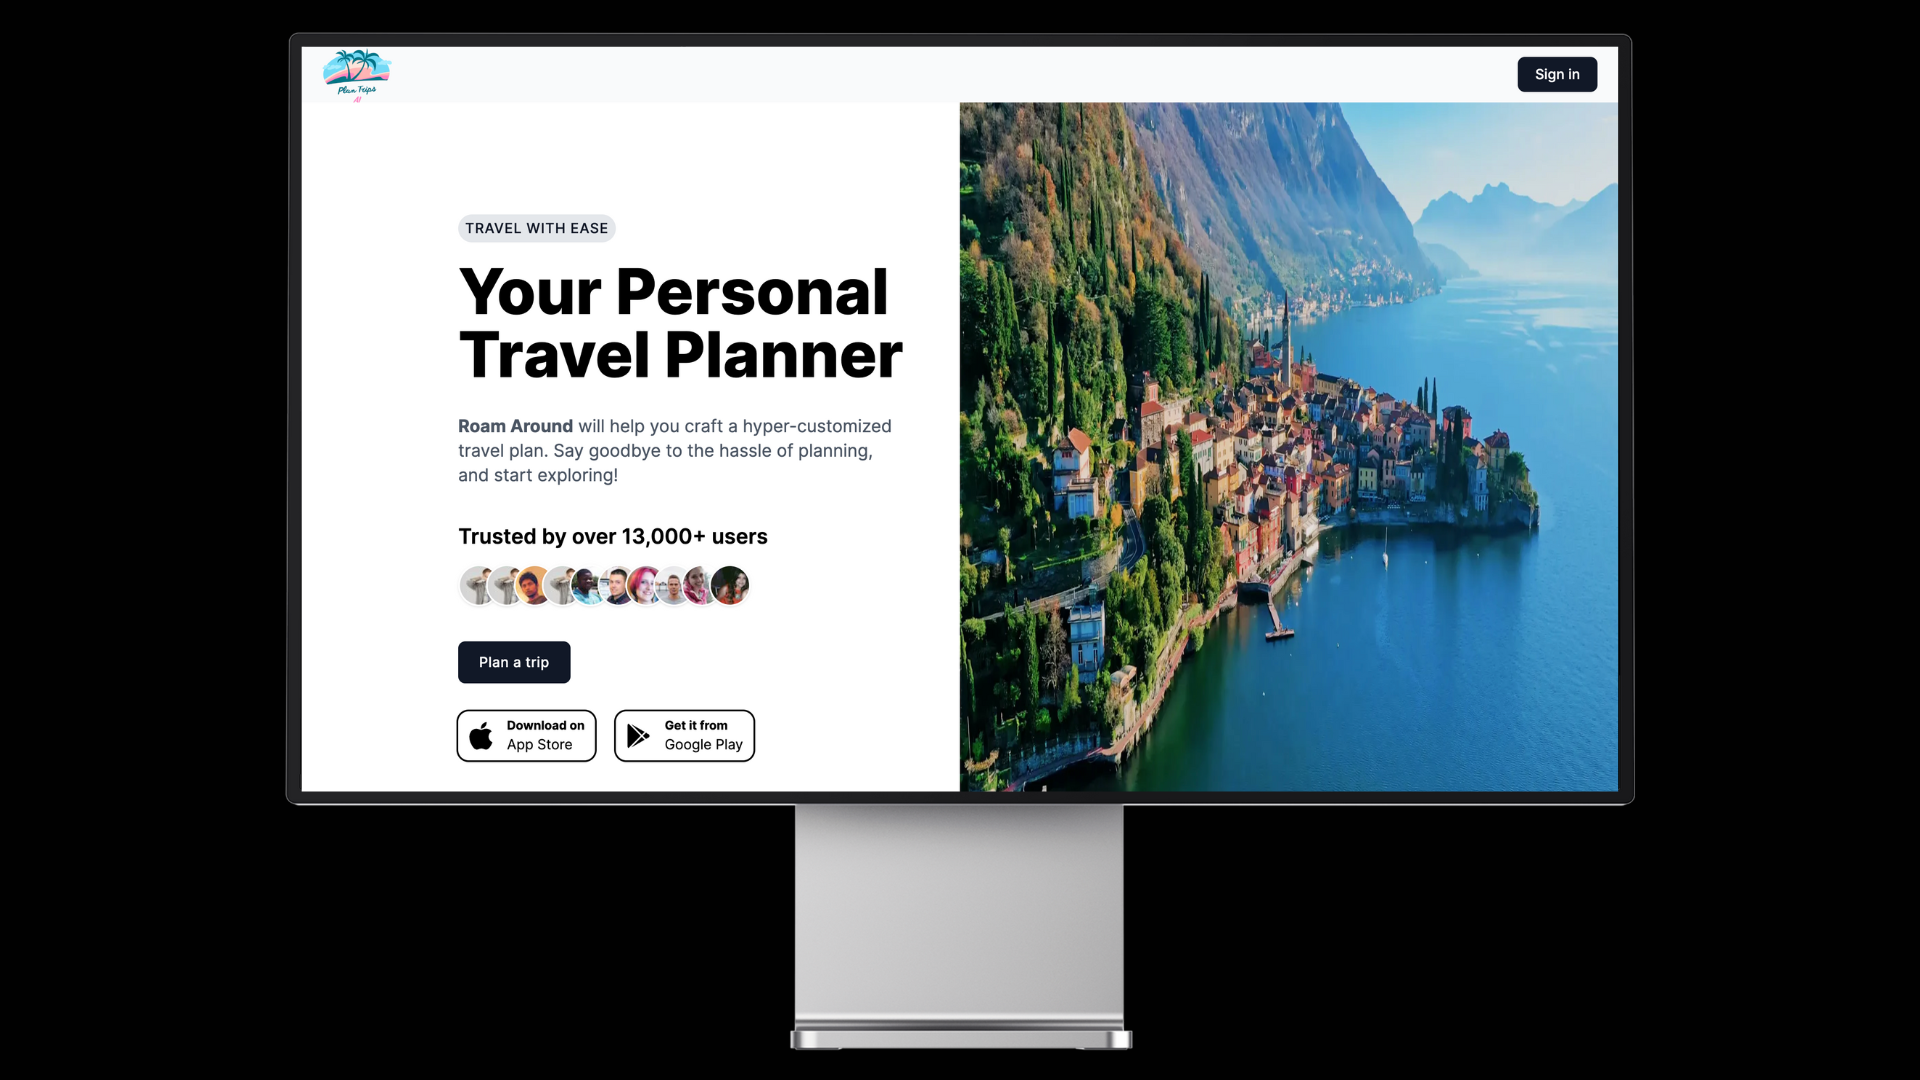 Plan Trips
AI
Sign in
TRAVEL WITH EASE
Your Personal
Travel Planner
Roam Around will help you craft a hyper-customized
travel plan. Say goodbye to the hassle of planning,
and start exploring!
Trusted by over 13,000+ users
Plan a trip
Download on
App Store
Get it from
Google Play